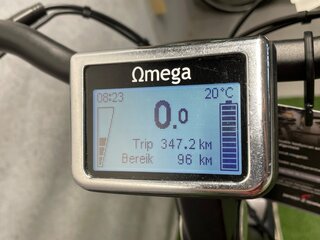 Ωmega
08:23 20°C
0.0
Trip 347.2 KM
Bereik 96 KM